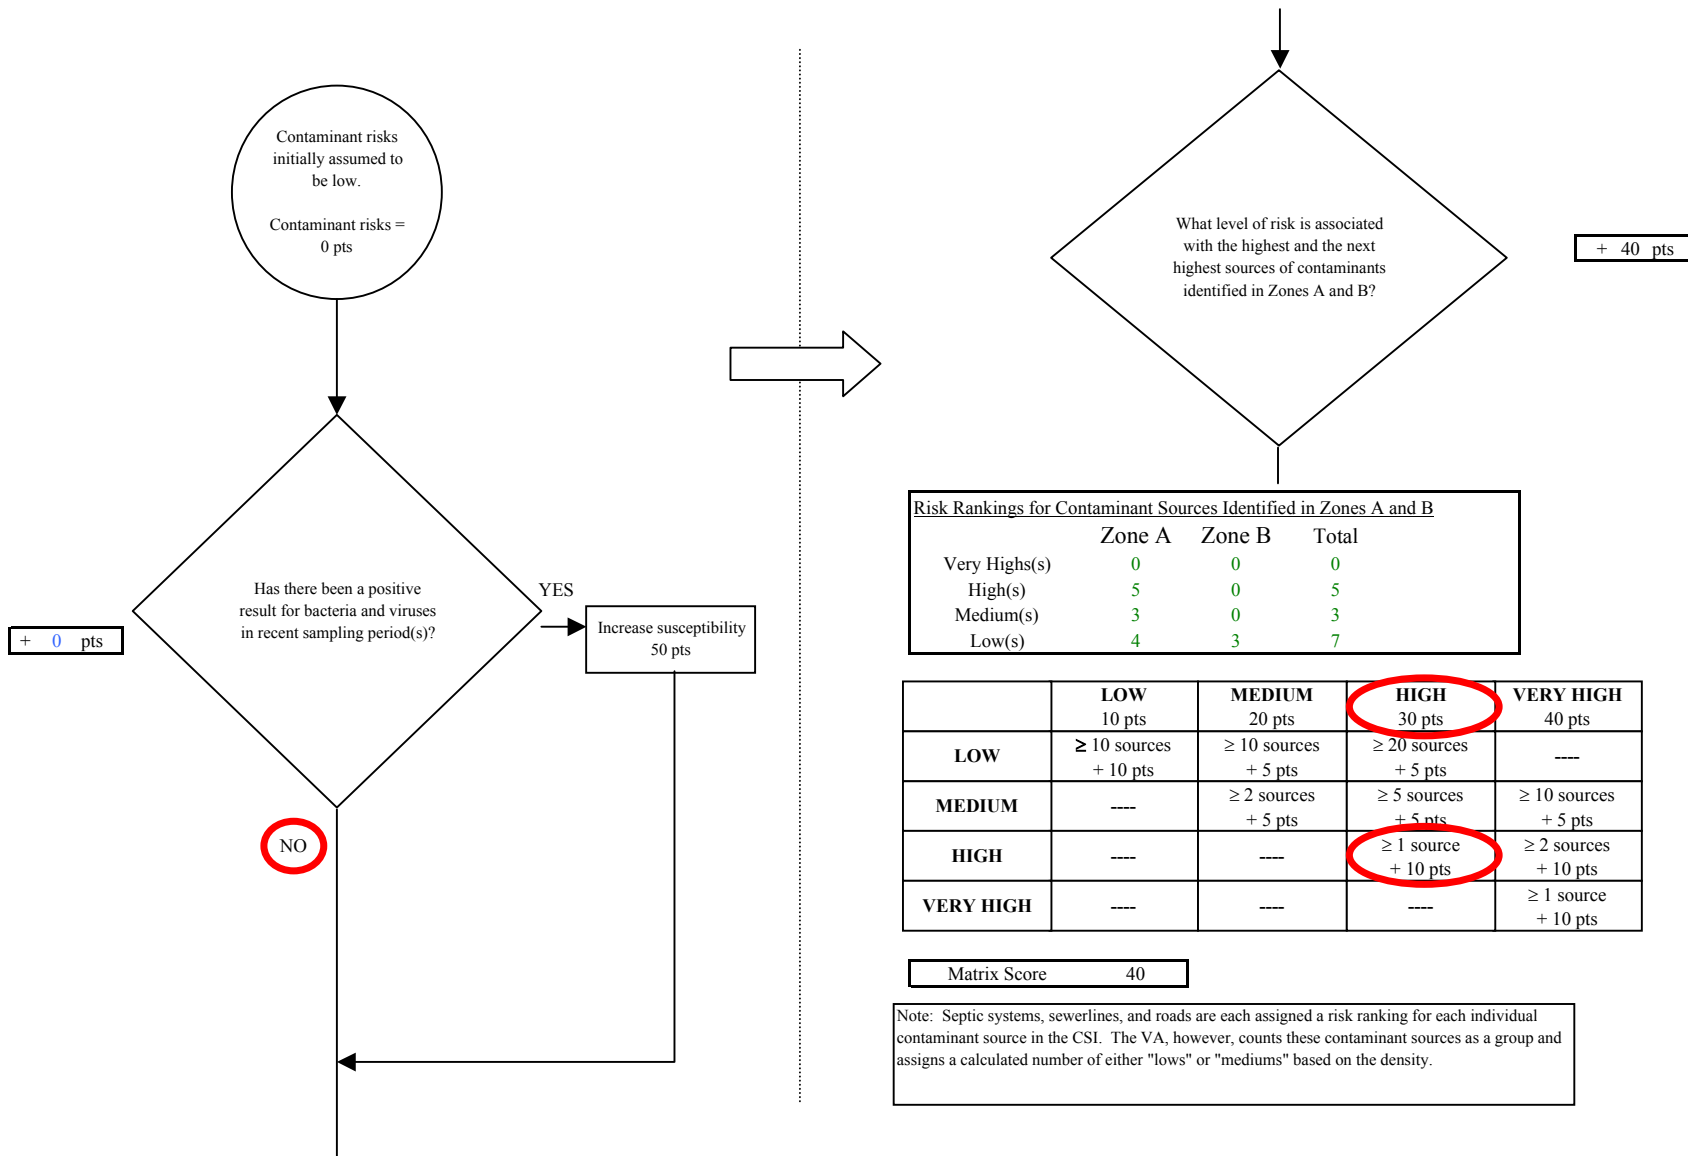 Contaminant risks
initially assumed to
be low.
Contaminant risks =
0 pts
Has there been a positive
result for bacteria and viruses
in recent sampling period(s)?
YES
+ 0 pts
Increase susceptibility
50 pts
NO
What level of risk is associated
with the highest and the next
highest sources of contaminants
identified in Zones A and B?
+ 40 pts
Risk Rankings for Contaminant Sources Identified in Zones A and B
Zone A Zone B Total
Very Highs(s) 0 0 0
High(s) 5 0 5
Medium(s) 3 0 3
Low(s) 4 3 7
LOW MEDIUM HIGH VERY HIGH
10 pts 20 pts 30 pts 40 pts
LOW ≥ 10 sources ≥ 10 sources ≥ 20 sources ----
+ 10 pts + 5 pts + 5 pts
MEDIUM ---- ≥ 2 sources ≥ 5 sources ≥ 10 sources
+ 5 pts + 5 pts + 5 pts
HIGH ---- ---- ≥ 1 source ≥ 2 sources
+ 10 pts + 10 pts
VERY HIGH ---- ---- ---- ≥ 1 source
+ 10 pts
Matrix Score 40
Note: Septic systems, sewerlines, and roads are each assigned a risk ranking for each individual
contaminant source in the CSI. The VA, however, counts these contaminant sources as a group and
assigns a calculated number of either "lows" or "mediums" based on the density.